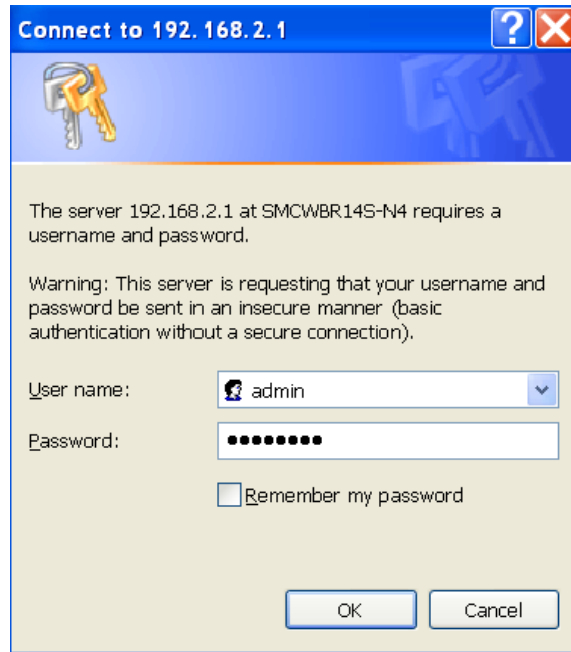 Connect to 192.168.2.1
The server 192.168.2.1 at SMCWBR14S-N4 requires a
username and password.
Warning: This server is requesting that your username and
password be sent in an insecure manner (basic
authentication without a secure connection).
User name:
admin
Password:
●●●●●●●●
Remember my password
OK
Cancel